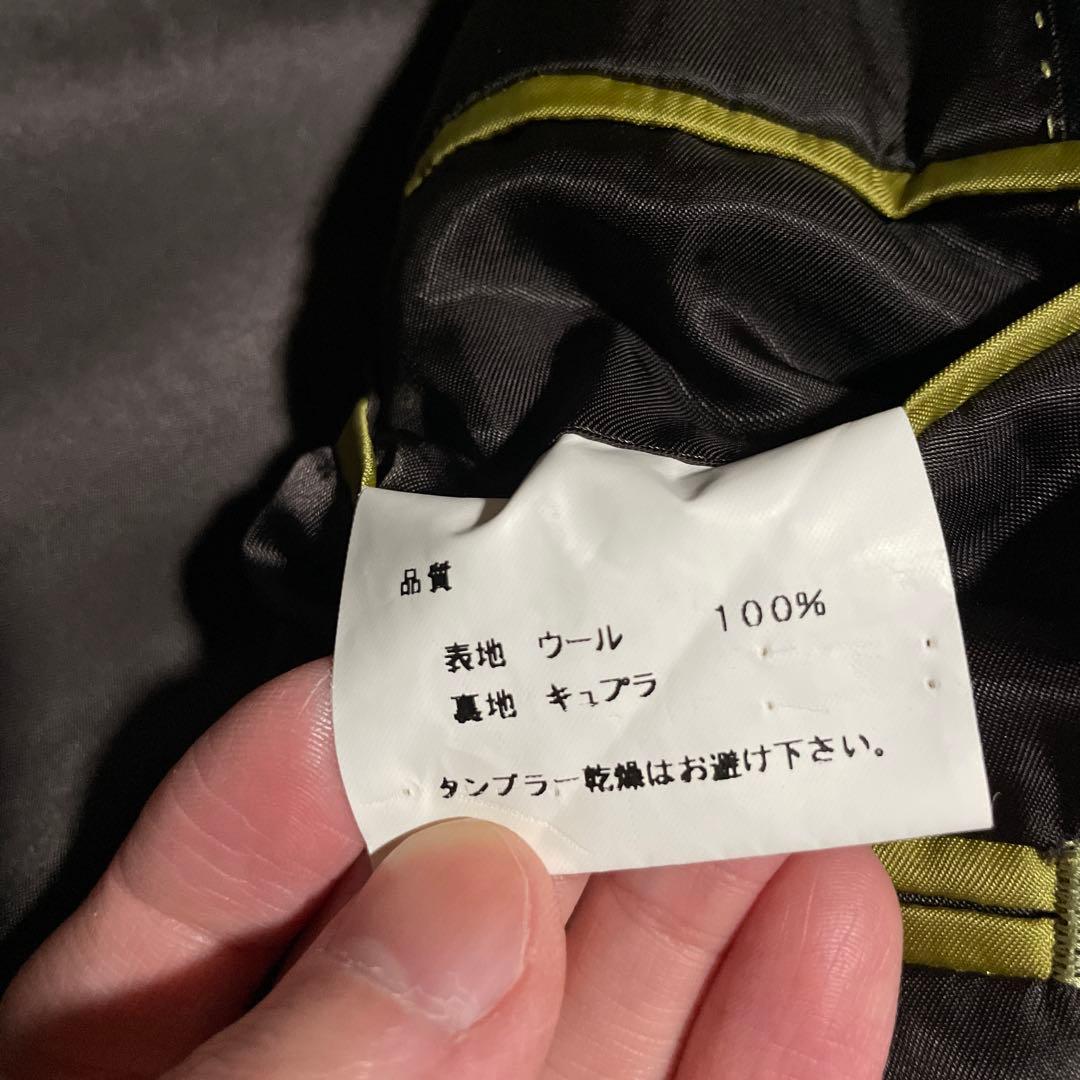 品質
表地 ウール 100%
裏地 キュプラ
タンブラー乾燥はお避け下さい。